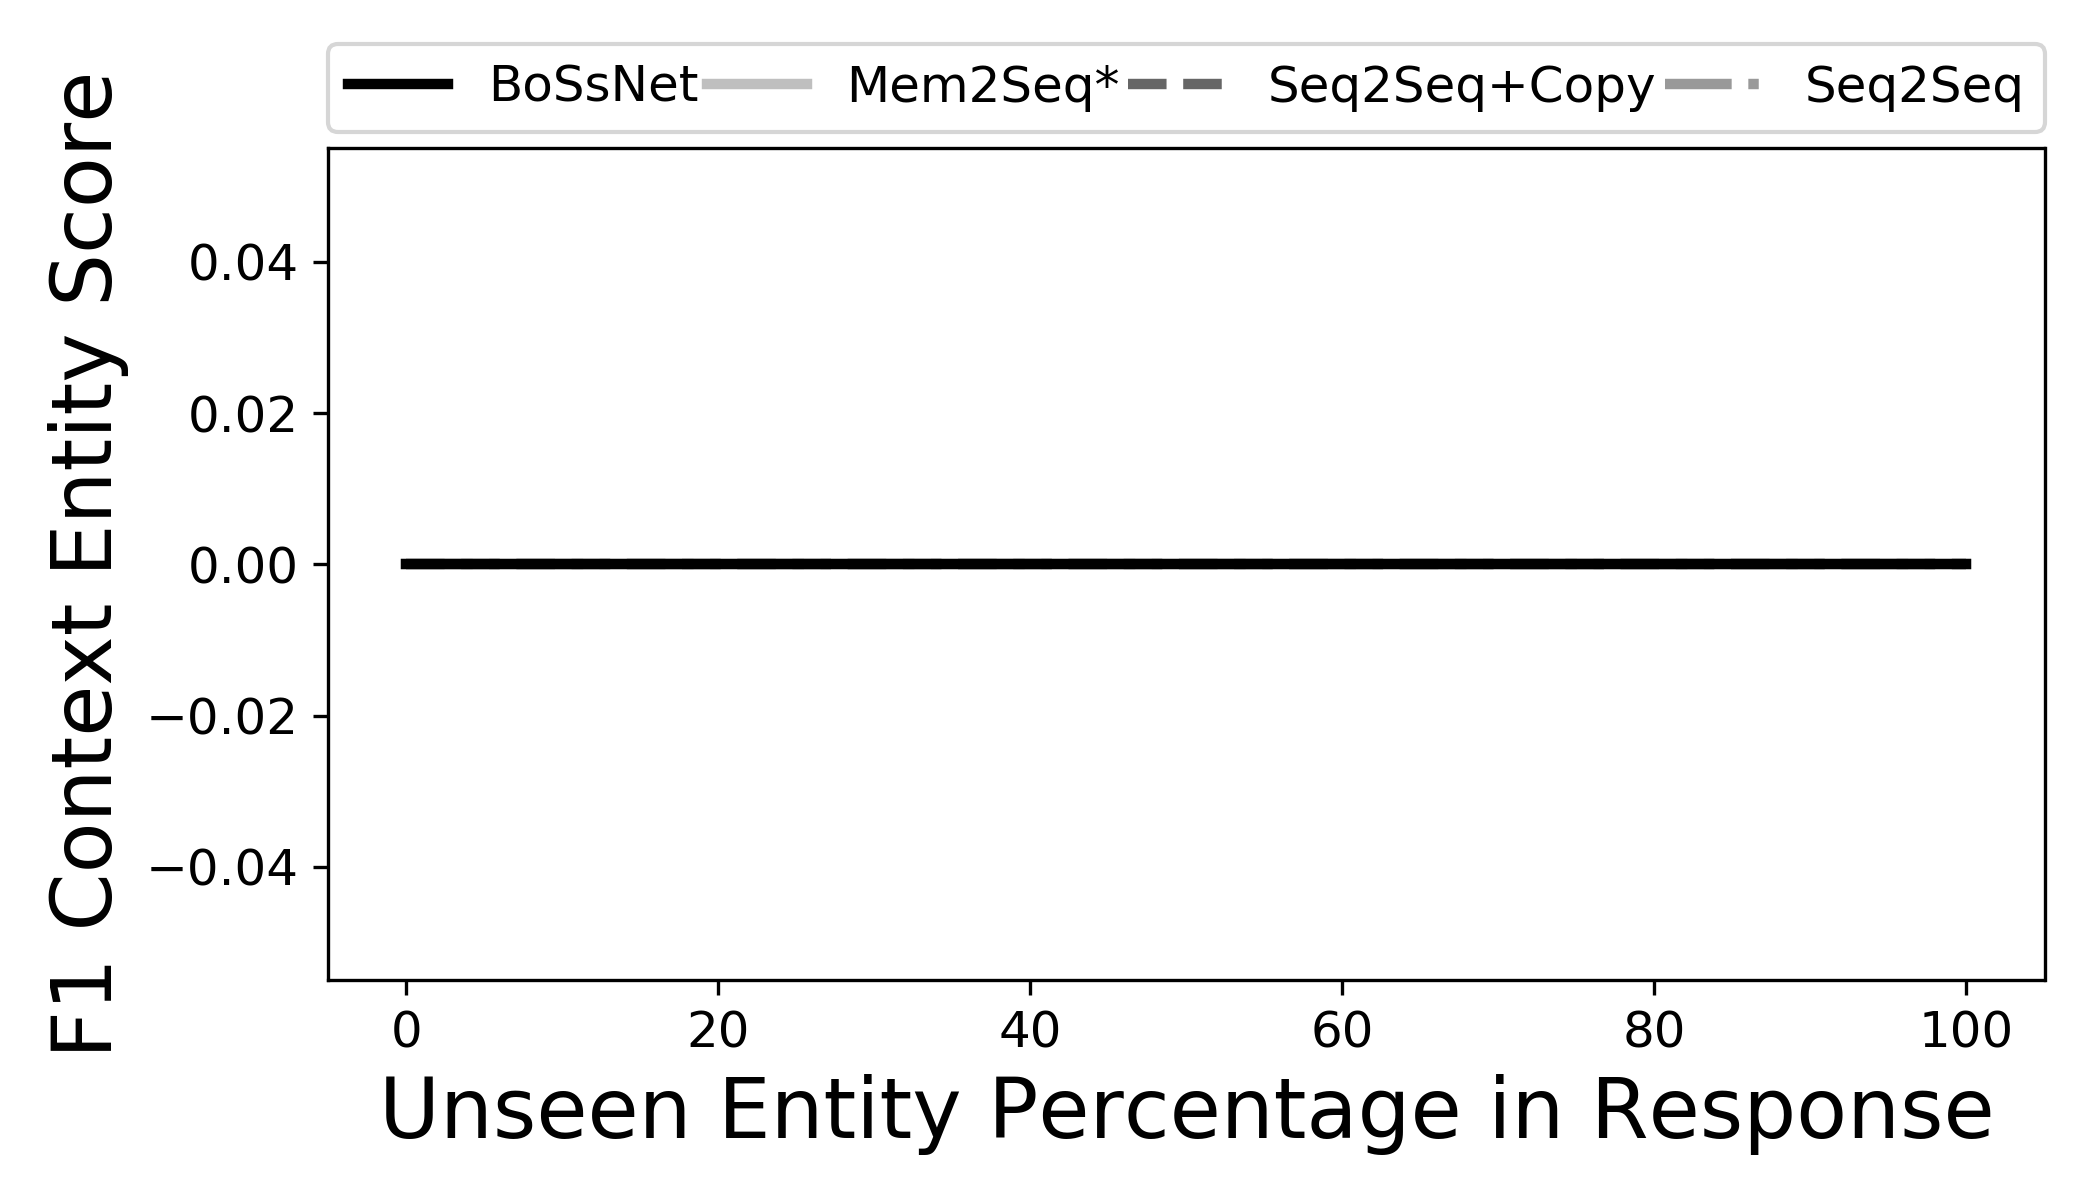 BoSsNet Mem2Seq* Seq2Seq+Copy Seq2Seq
F1 Context Entity Score
0.04
0.02
0.00
−0.02
−0.04
0 20 40 60 80 100
Unseen Entity Percentage in Response